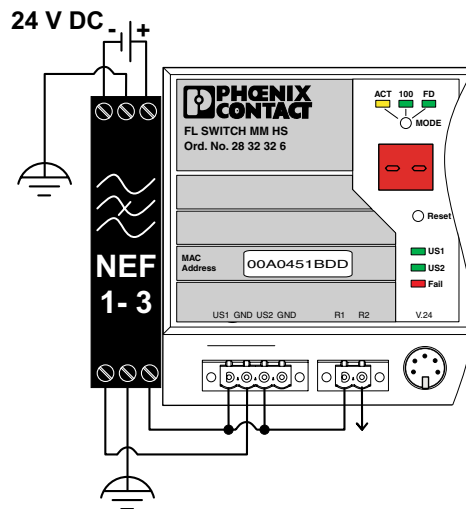 24 V DC - +
PHŒNIX
CONTACT
FL SWITCH MM HS
Ord. No. 28 32 32 6
ACT 100 FD
MODE
Reset
NEF
1- 3
MAC
Address
00A0451BDD
US1
US2
Fail
US1 GND US2 GND
R1 R2
V.24